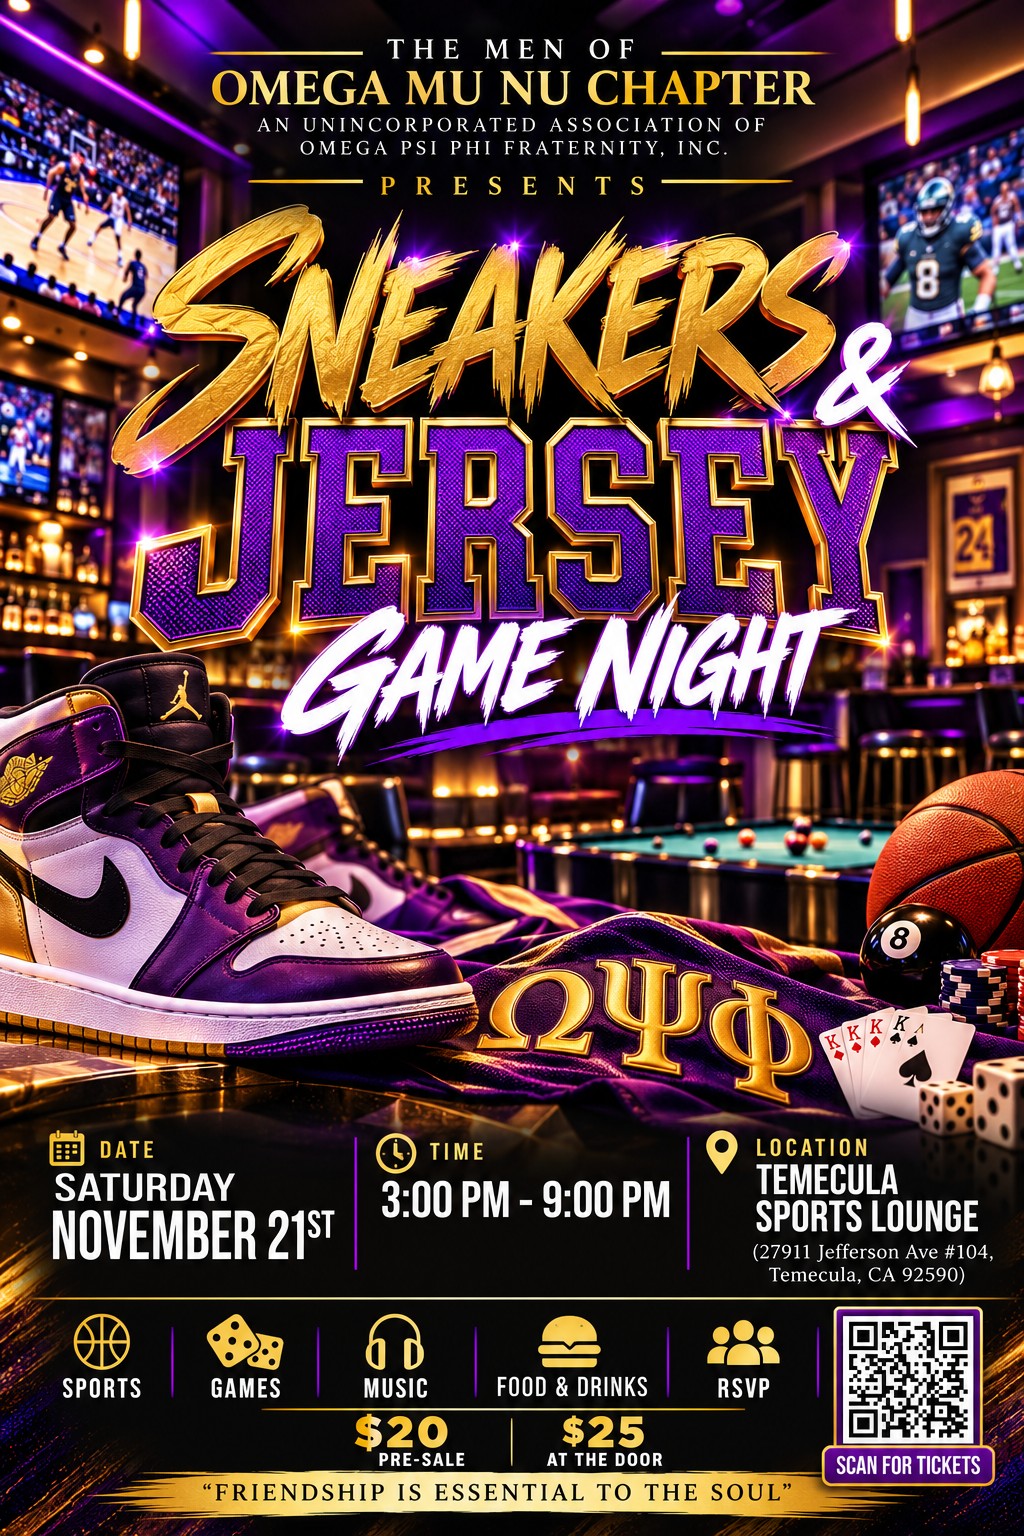 THE MEN OF
OMEGA MU NU CHAPTER
AN UNINCORPORATED ASSOCIATION OF
OMEGA PSI PHI FRATERNITY, INC.
PRESENTS
SNEAKERS
&
JERSEY
GAME NIGHT
8
24
8
ΩΨΦ
K K K K A
DATE
SATURDAY
NOVEMBER 21ST
TIME
3:00 PM - 9:00 PM
LOCATION
TEMECULA
SPORTS LOUNGE
(27911 Jefferson Ave #104,
Temecula, CA 92590)
SPORTS
GAMES
MUSIC
FOOD & DRINKS
RSVP
$20
PRE-SALE
$25
AT THE DOOR
SCAN FOR TICKETS
“FRIENDSHIP IS ESSENTIAL TO THE SOUL”